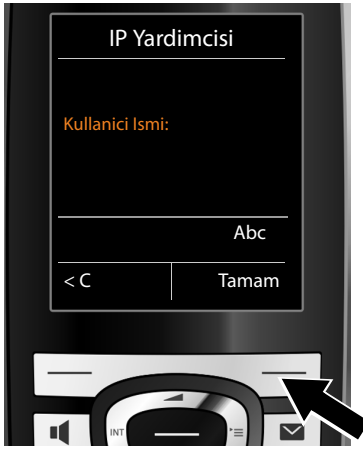 IP Yardimcisi
Kullanici Ismi:
Abc
< C
Tamam
INT